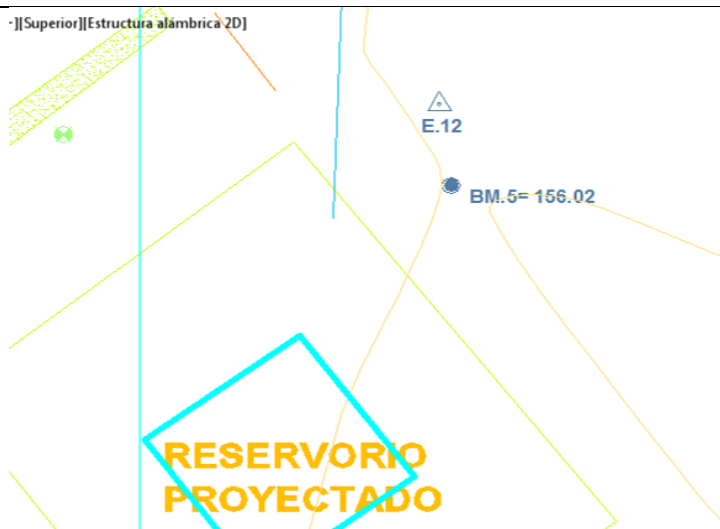 -][Superior][Estructura alámbrica 2D]
E.12
BM.5= 156.02
RESERVORIO
PROYECTADO